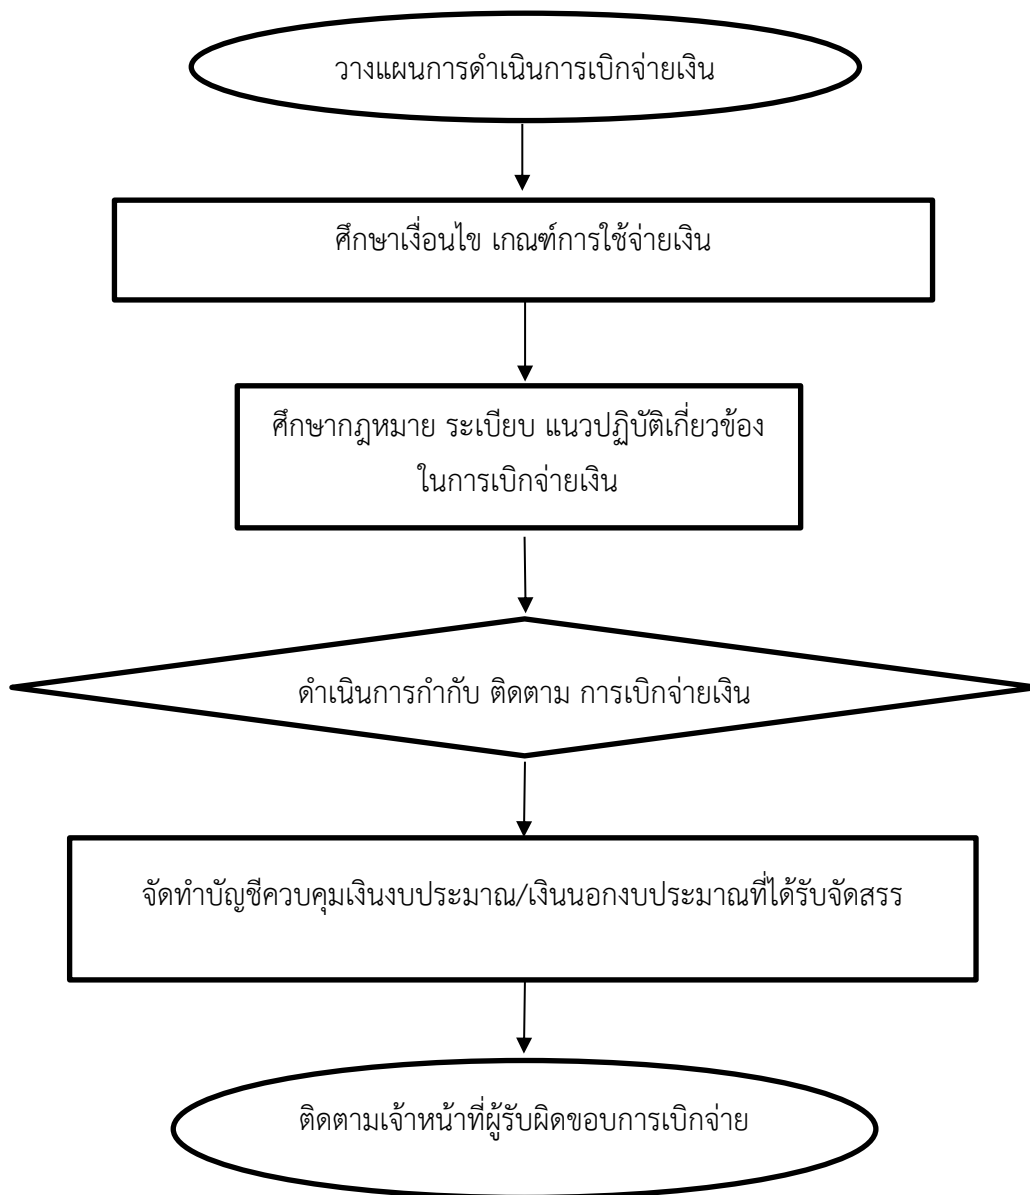 วางแผนการดำเนินการเบิกจ่ายเงิน
ศึกษาเงื่อนไข เกณฑ์การใช้จ่ายเงิน
ศึกษากฎหมาย ระเบียบ แนวปฏิบัติเกี่ยวข้อง
ในการเบิกจ่ายเงิน
ดำเนินการกำกับ ติดตาม การเบิกจ่ายเงิน
จัดทำบัญชีควบคุมเงินงบประมาณ/เงินนอกงบประมาณที่ได้รับจัดสรร
ติดตามเจ้าหน้าที่ผู้รับผิดขอบการเบิกจ่าย